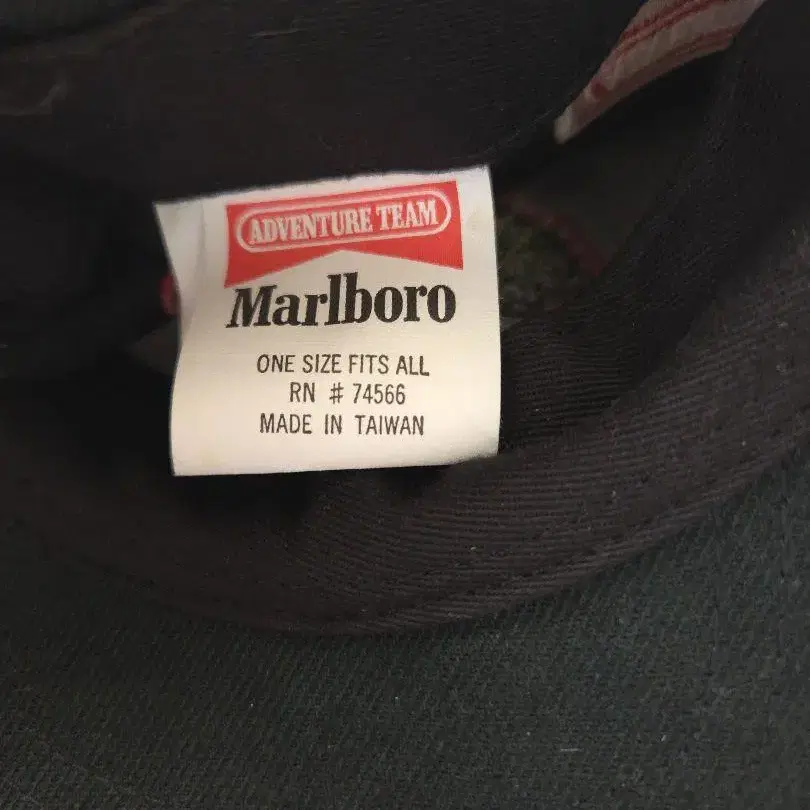 ADVENTURE TEAM
Marlboro
ONE SIZE FITS ALL
RN # 74566
MADE IN TAIWAN